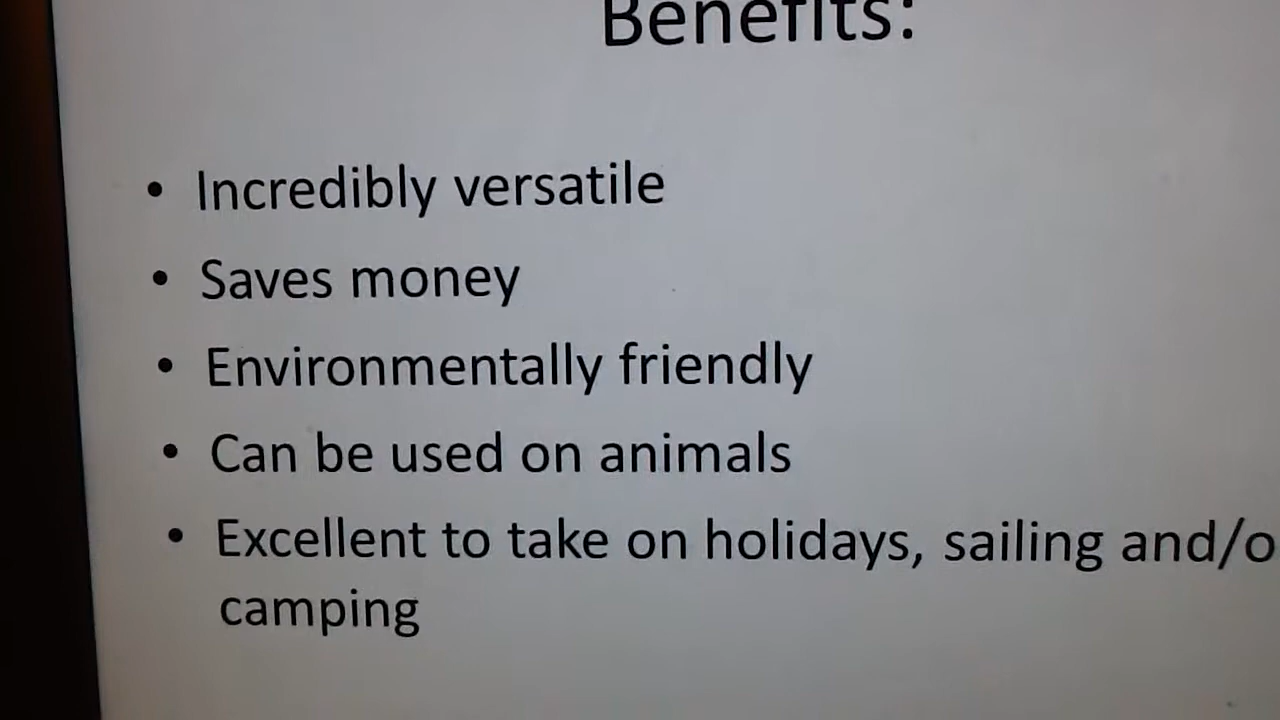 Benefits:
• Incredibly versatile
• Saves money
• Environmentally friendly
• Can be used on animals
• Excellent to take on holidays, sailing and/o
camping